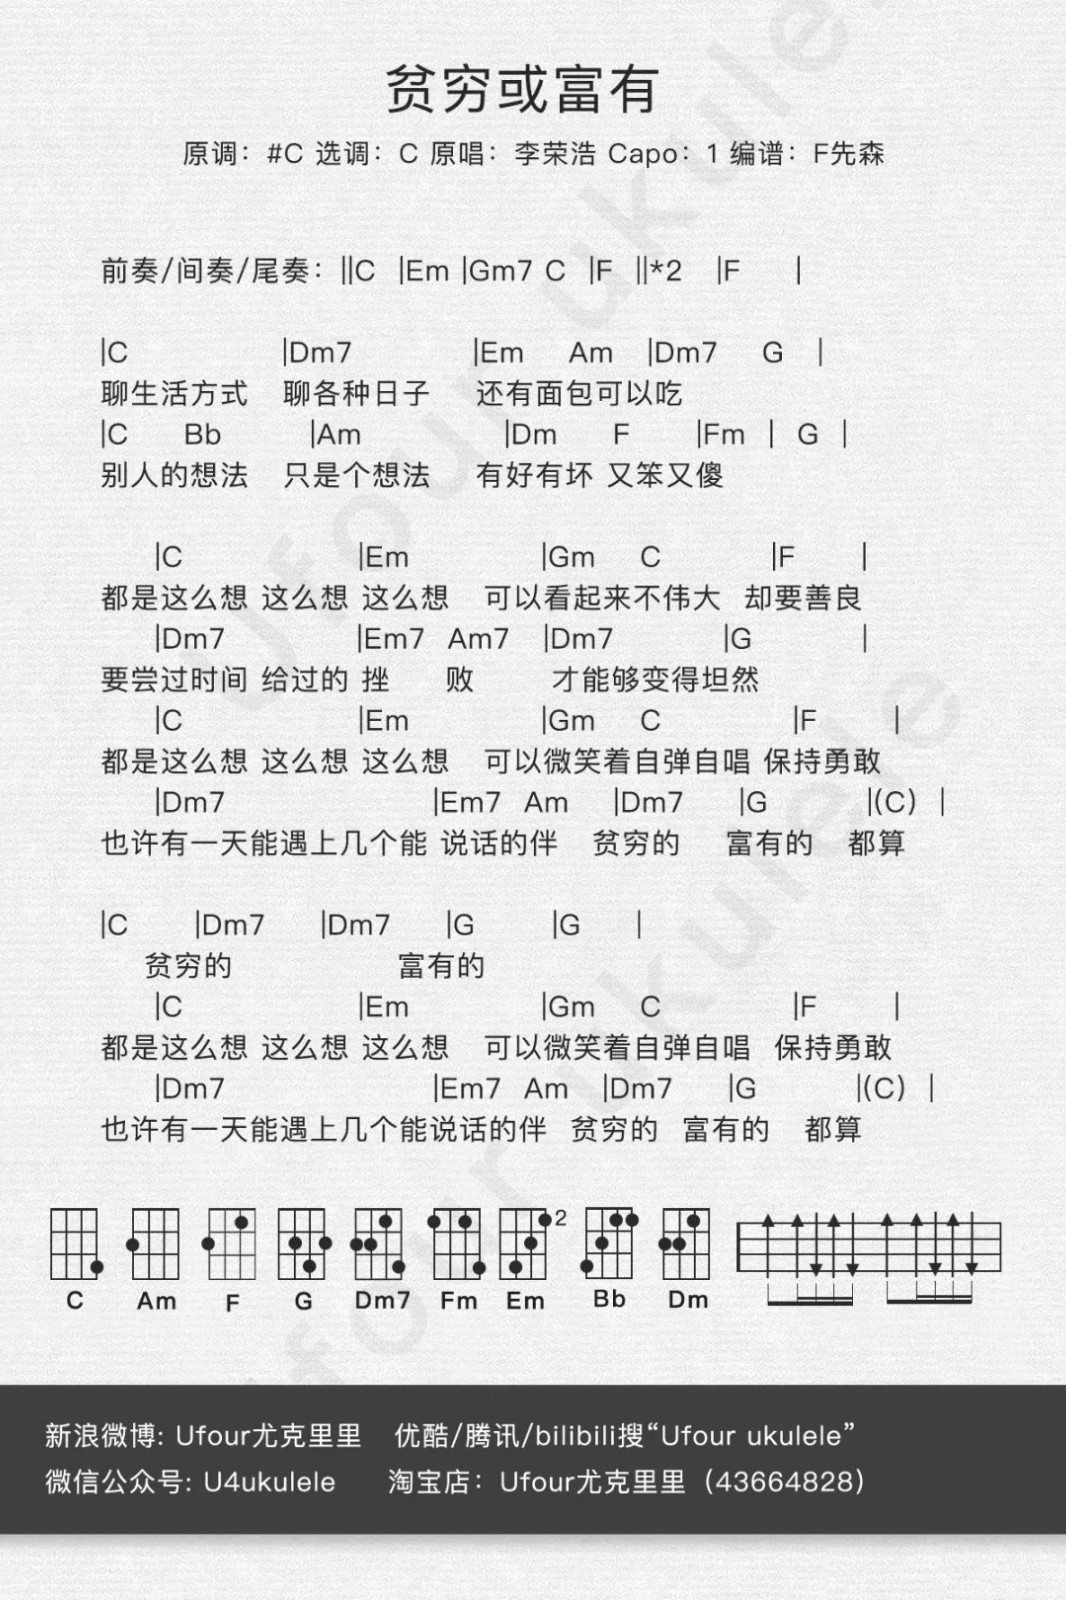 贫穷或富有
原调：#C 选调：C 原唱：李荣浩 Capo：1 编谱：F先森
前奏/间奏/尾奏：||C |Em |Gm7 C |F ||*2 |F |
|C |Dm7 |Em Am |Dm7 G |
聊生活方式 聊各种日子 还有面包可以吃
|C Bb |Am |Dm F |Fm | G |
别人的想法 只是个想法 有好有坏 又笨又傻
|C |Em |Gm C |F |
都是这么想 这么想 这么想 可以看起来不伟大 却要善良
|Dm7 |Em7 Am7 |Dm7 |G |
要尝过时间 给过的 挫 败 才能够变得坦然
|C |Em |Gm C |F |
都是这么想 这么想 这么想 可以微笑着自弹自唱 保持勇敢
|Dm7 |Em7 Am |Dm7 |G |(C) |
也许有一天能遇上几个能 说话的伴 贫穷的 富有的 都算
|C |Dm7 |Dm7 |G |G |
贫穷的 富有的
|C |Em |Gm C |F |
都是这么想 这么想 这么想 可以微笑着自弹自唱 保持勇敢
|Dm7 |Em7 Am |Dm7 |G |(C) |
也许有一天能遇上几个能说话的伴 贫穷的 富有的 都算
2
C Am F G Dm7 Fm Em Bb Dm
新浪微博: Ufour尤克里里 优酷/腾讯/bilibili搜“Ufour ukulele”
微信公众号: U4ukulele 淘宝店：Ufour尤克里里（43664828）
Ufour ukulele
Ufour ukulele